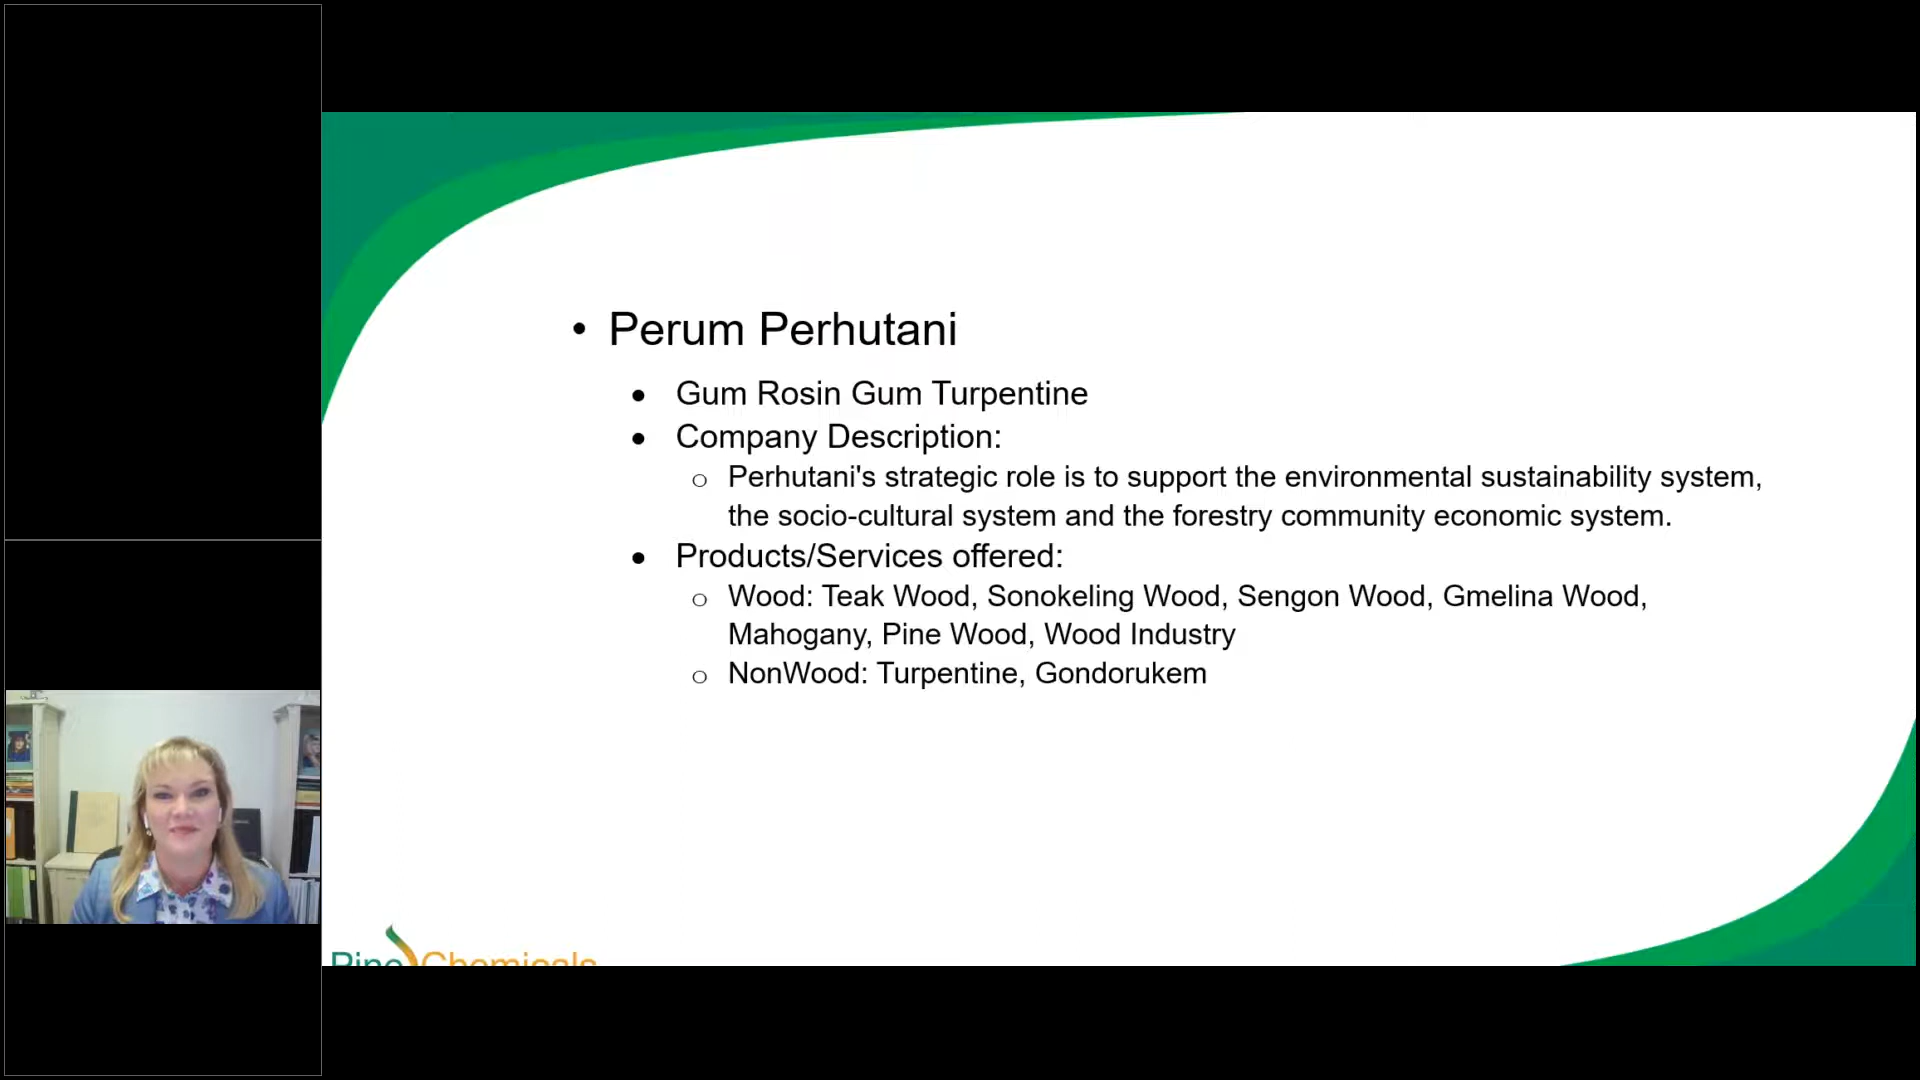 • Perum Perhutani
• Gum Rosin Gum Turpentine
• Company Description:
o Perhutani's strategic role is to support the environmental sustainability system,
the socio-cultural system and the forestry community economic system.
• Products/Services offered:
o Wood: Teak Wood, Sonokeling Wood, Sengon Wood, Gmelina Wood,
Mahogany, Pine Wood, Wood Industry
o NonWood: Turpentine, Gondorukem
Pine Chemicals